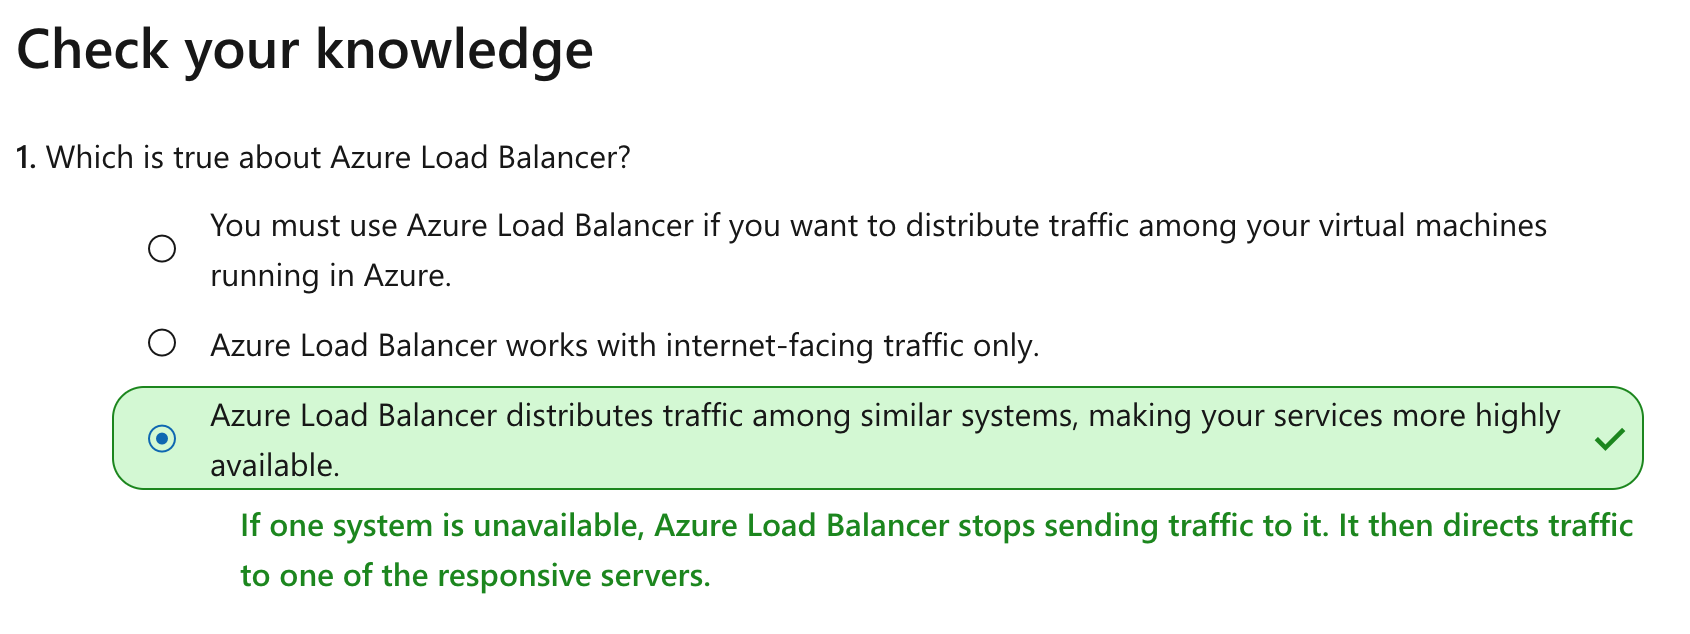 Check your knowledge
1. Which is true about Azure Load Balancer?
You must use Azure Load Balancer if you want to distribute traffic among your virtual machines
running in Azure.
Azure Load Balancer works with internet-facing traffic only.
Azure Load Balancer distributes traffic among similar systems, making your services more highly
available.
If one system is unavailable, Azure Load Balancer stops sending traffic to it. It then directs traffic
to one of the responsive servers.